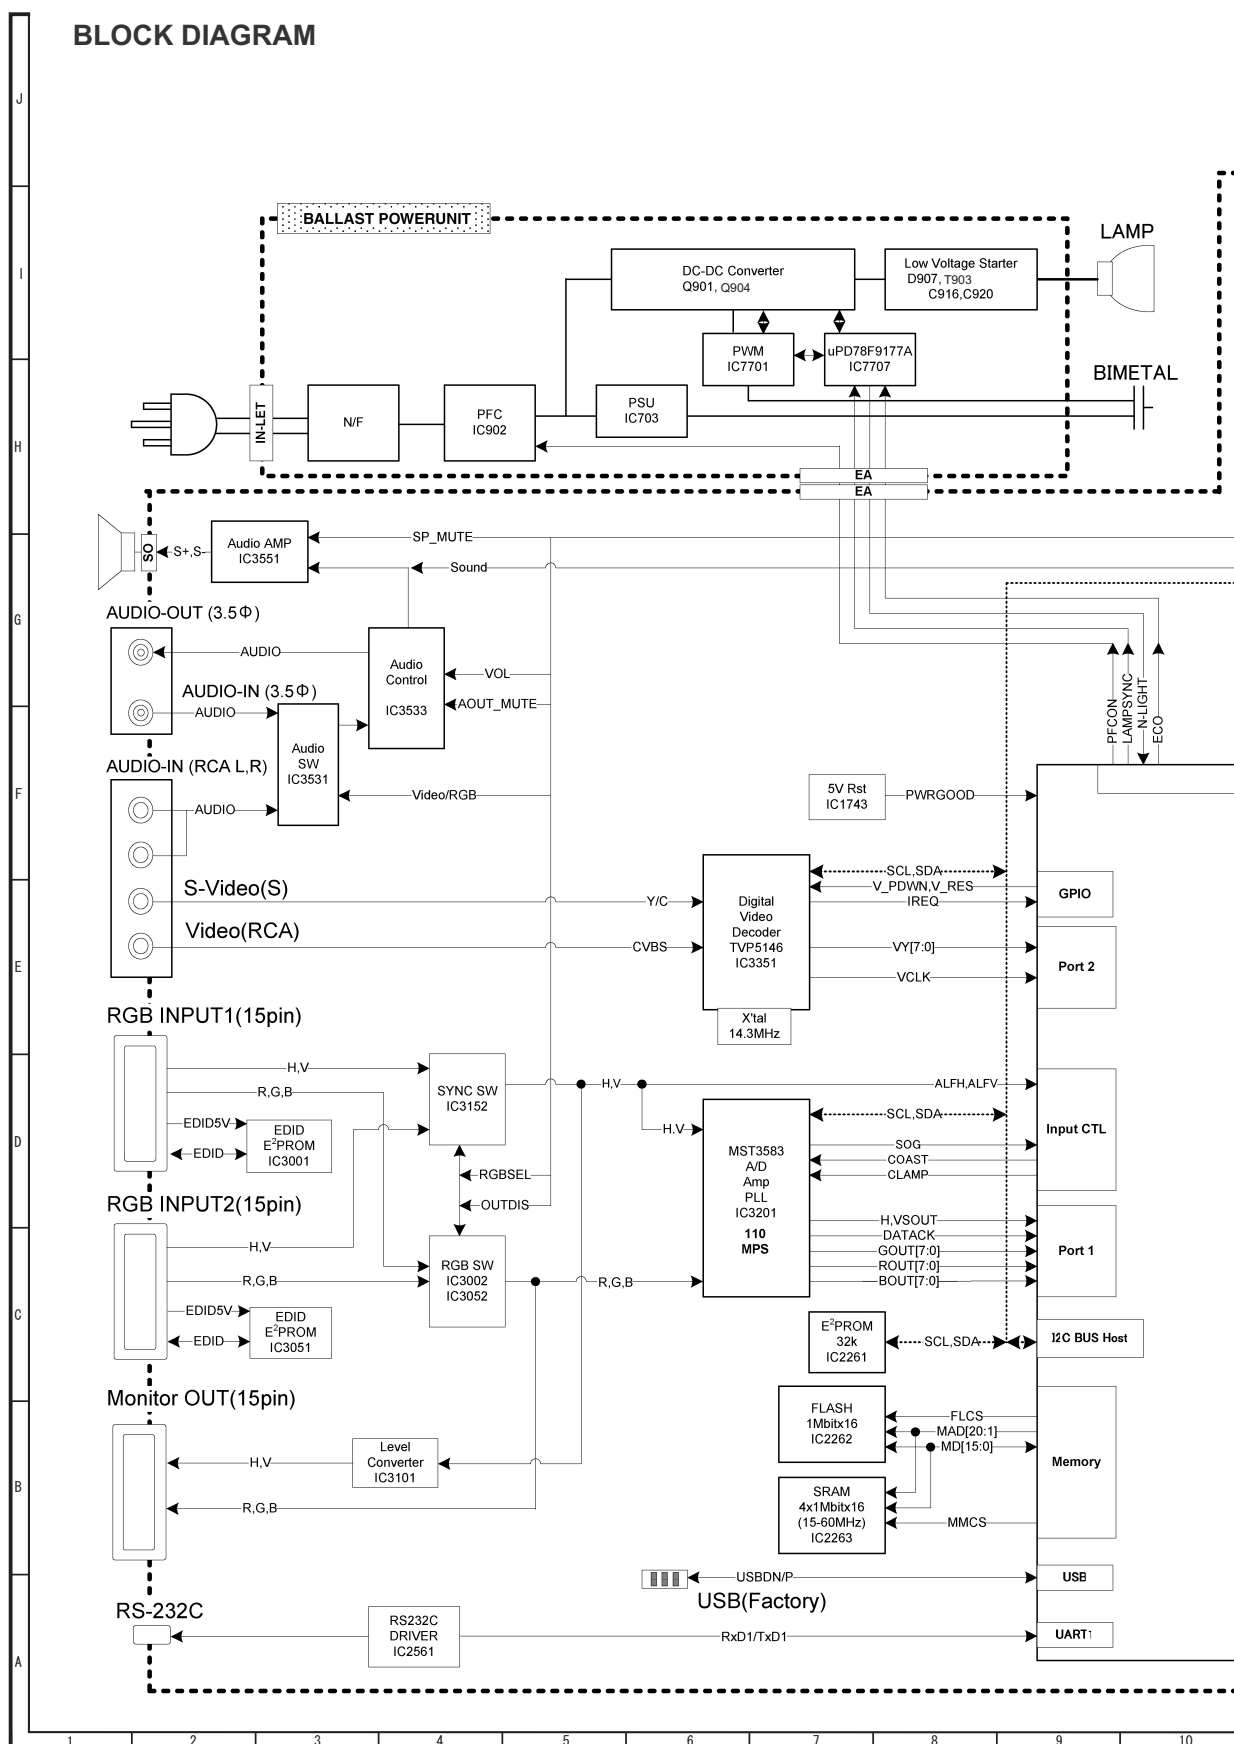 BLOCK DIAGRAM
J
BALLAST POWERUNIT
LAMP
I
DC-DC Converter
Q901, Q904
Low Voltage Starter
D907, T903
C916,C920
PWM
IC7701
uPD78F9177A
IC7707
BIMETAL
IN-LET
N/F
PFC
IC902
PSU
IC703
H
EA
EA
SO
S+,S-
Audio AMP
IC3551
SP_MUTE
Sound
AUDIO-OUT (3.5Φ)
G
AUDIO
Audio
Control
IC3533
VOL
AOUT_MUTE
AUDIO-IN (3.5Φ)
AUDIO
Audio
SW
IC3531
PFCON
LAMPSYNC
N-LIGHT
ECO
AUDIO-IN (RCA L,R)
F
AUDIO
Video/RGB
5V Rst
IC1743
PWRGOOD
S-Video(S)
Y/C
Video(RCA)
CVBS
Digital
Video
Decoder
TVP5146
IC3351
X'tal
14.3MHz
SCL,SDA
V_PDWN,V_RES
IREQ
GPIO
VY[7:0]
VCLK
Port 2
E
RGB INPUT1(15pin)
H,V
R,G,B
EDID5V
EDID
EDID
E2PROM
IC3001
SYNC SW
IC3152
H,V
ALFH,ALFV
H.V
RGBSEL
OUTDIS
D
MST3583
A/D
Amp
PLL
IC3201
110
MPS
SCL,SDA
SOG
COAST
CLAMP
Input CTL
H,VSOUT
DATACK
GOUT[7:0]
ROUT[7:0]
BOUT[7:0]
Port 1
RGB INPUT2(15pin)
H,V
R,G,B
EDID5V
EDID
EDID
E2PROM
IC3051
RGB SW
IC3002
IC3052
R,G,B
C
E2PROM
32k
IC2261
SCL,SDA
I2C BUS Host
Monitor OUT(15pin)
H,V
Level
Converter
IC3101
R,G,B
B
FLASH
1Mbitx16
IC2262
FLCS
MAD[20:1]
MD[15:0]
Memory
SRAM
4x1Mbitx16
(15-60MHz)
IC2263
MMCS
USBDN/P
USB
USB(Factory)
RS-232C
RS232C
DRIVER
IC2561
RxD1/TxD1
UART1
A
1 2 3 4 5 6 7 8 9 10